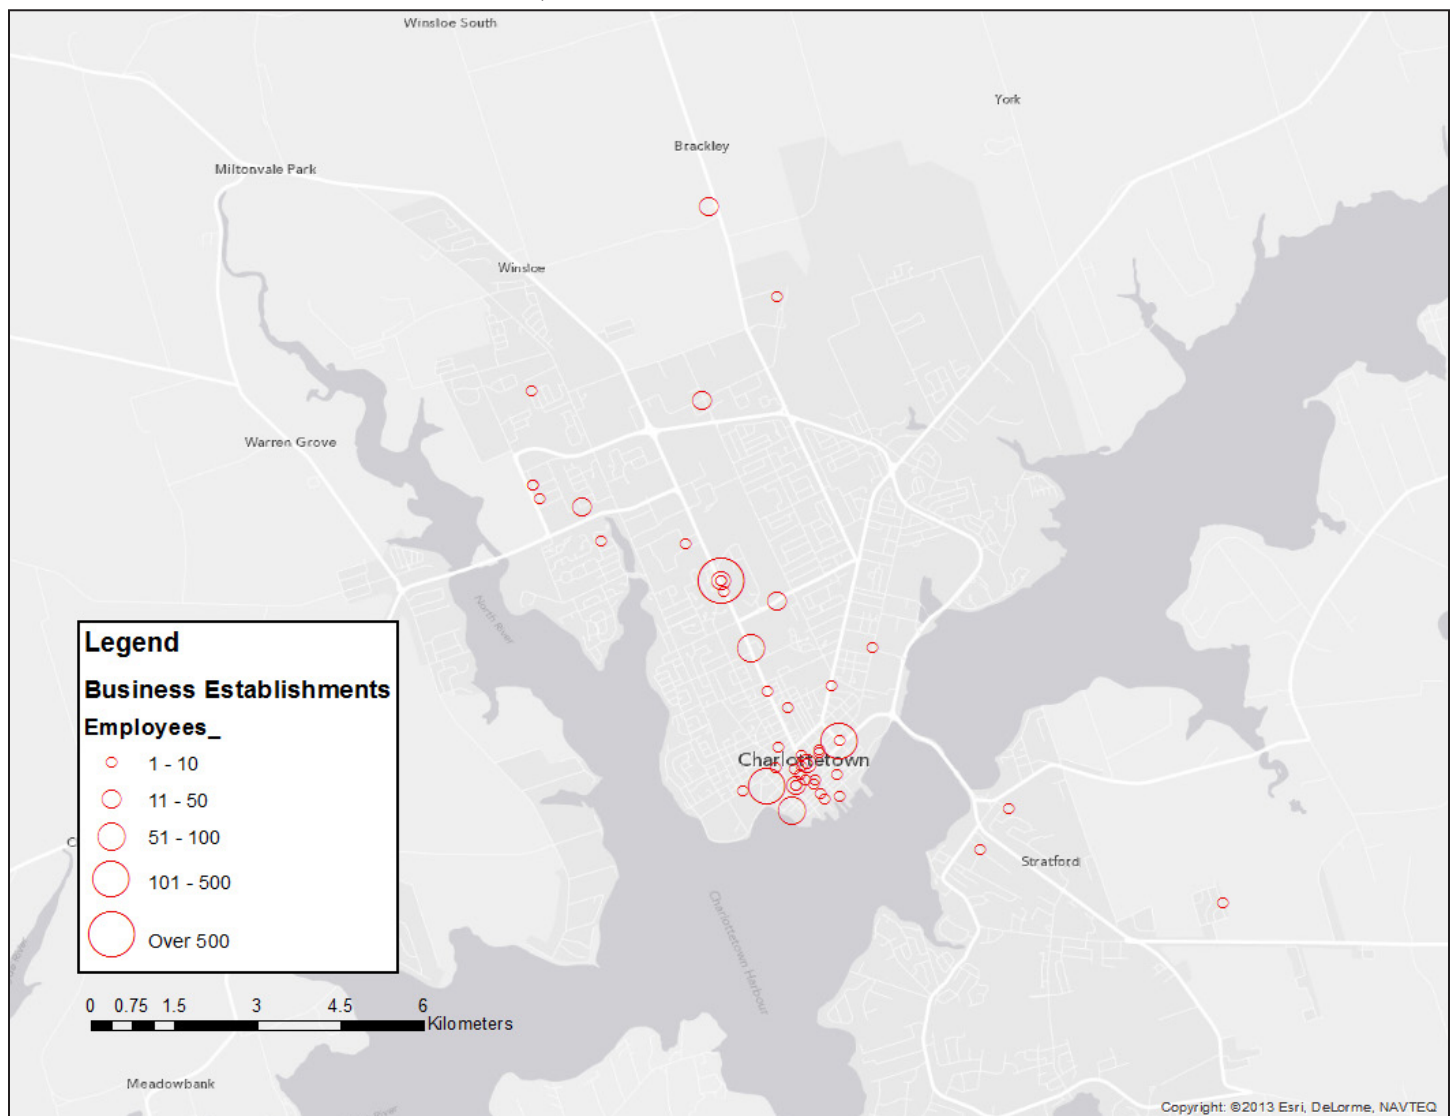 Winsloe South
York
Brackley
Miltonvale Park
Winsloe
Warren Grove
North River
Legend
Business Establishments
Employees_
1 - 10
11 - 50
51 - 100
101 - 500
Over 500
Charlottetown
Stratford
Charlottetown Harbour
0 0.75 1.5 3 4.5 6
Kilometers
Meadowbank
River
Copyright: ©2013 Esri, DeLorme, NAVTEQ